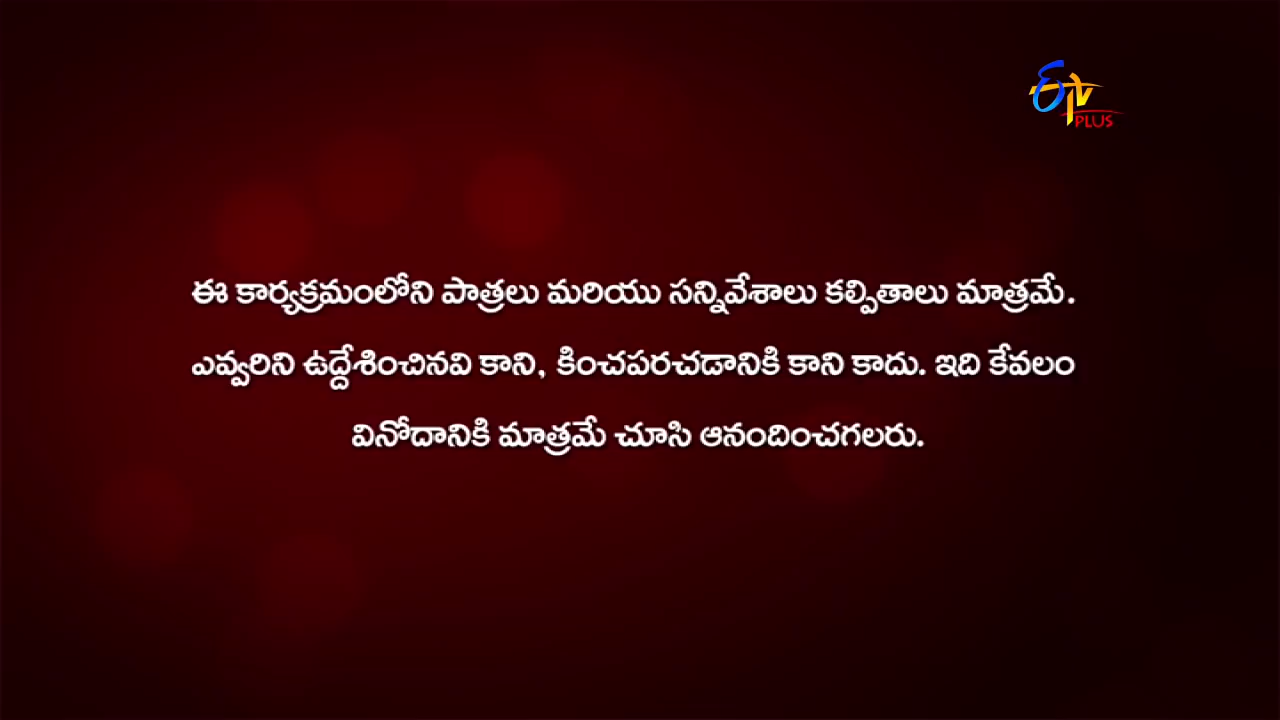 ETV
PLUS
ఈ కార్యక్రమంలోని పాత్రలు మరియు సన్నివేశాలు కల్పితాలు మాత్రమే.
ఎవ్వరిని ఉద్దేశించినవి కాని, కించపరచడానికి కాని కాదు. ఇది కేవలం
వినోదానికి మాత్రమే చూసి ఆనందించగలరు.